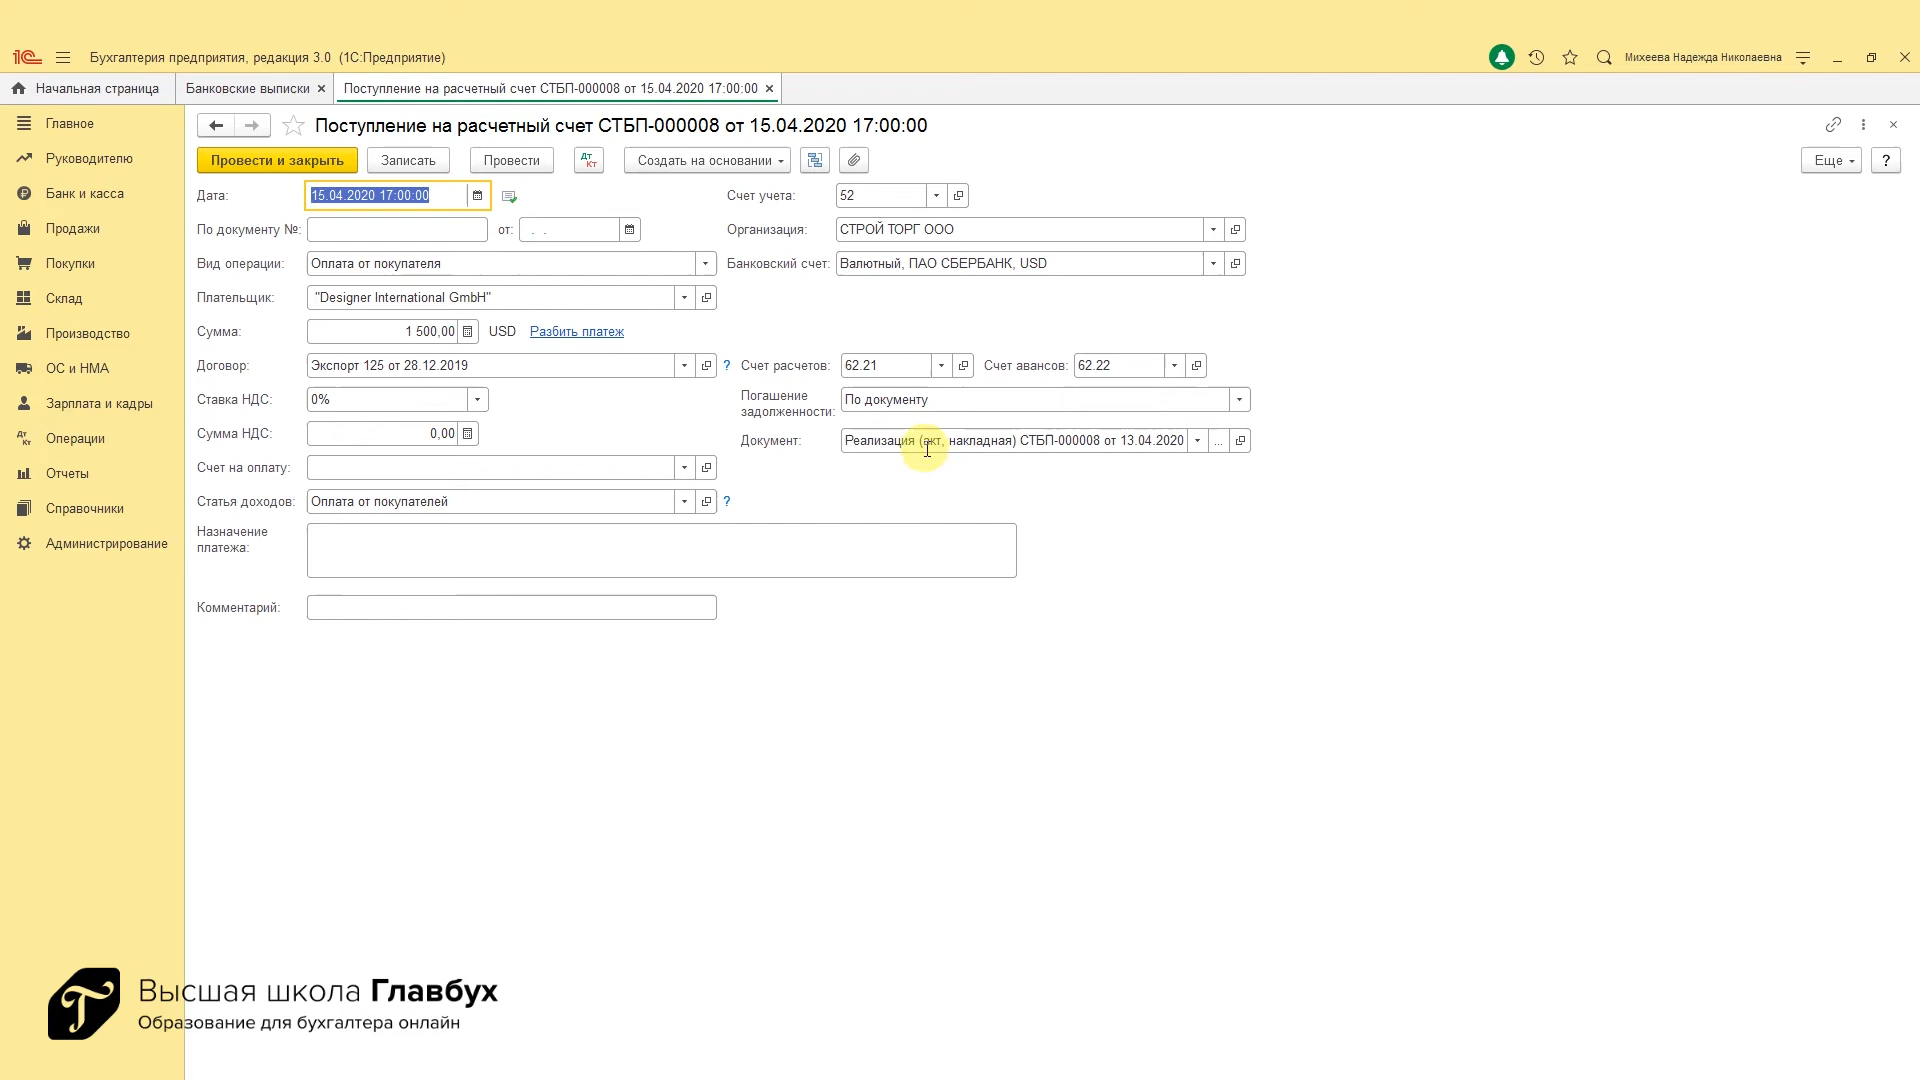 1С Бухгалтерия предприятия, редакция 3.0 (1С:Предприятие) Михеева Надежда Николаевна
Начальная страница Банковские выписки × Поступление на расчетный счет СТБП-000008 от 15.04.2020 17:00:00 ×
Главное
Руководителю
Банк и касса
Продажи
Покупки
Склад
Производство
ОС и НМА
Зарплата и кадры
Операции
Отчеты
Справочники
Администрирование
Поступление на расчетный счет СТБП-000008 от 15.04.2020 17:00:00
Провести и закрыть Записать Провести Дт Кт Создать на основании Еще ?
Дата: 15.04.2020 17:00:00 Счет учета: 52
По документу №: от: . . Организация: СТРОЙ ТОРГ ООО
Вид операции: Оплата от покупателя Банковский счет: Валютный, ПАО СБЕРБАНК, USD
Плательщик: "Designer International GmbH"
Сумма: 1 500,00 USD Разбить платеж
Договор: Экспорт 125 от 28.12.2019 ? Счет расчетов: 62.21 Счет авансов: 62.22
Ставка НДС: 0% Погашение задолженности: По документу
Сумма НДС: 0,00 Документ: Реализация (акт, накладная) СТБП-000008 от 13.04.2020 ...
Счет на оплату:
Статья доходов: Оплата от покупателей ?
Назначение
платежа:
Комментарий:
Высшая школа Главбух
Образование для бухгалтера онлайн